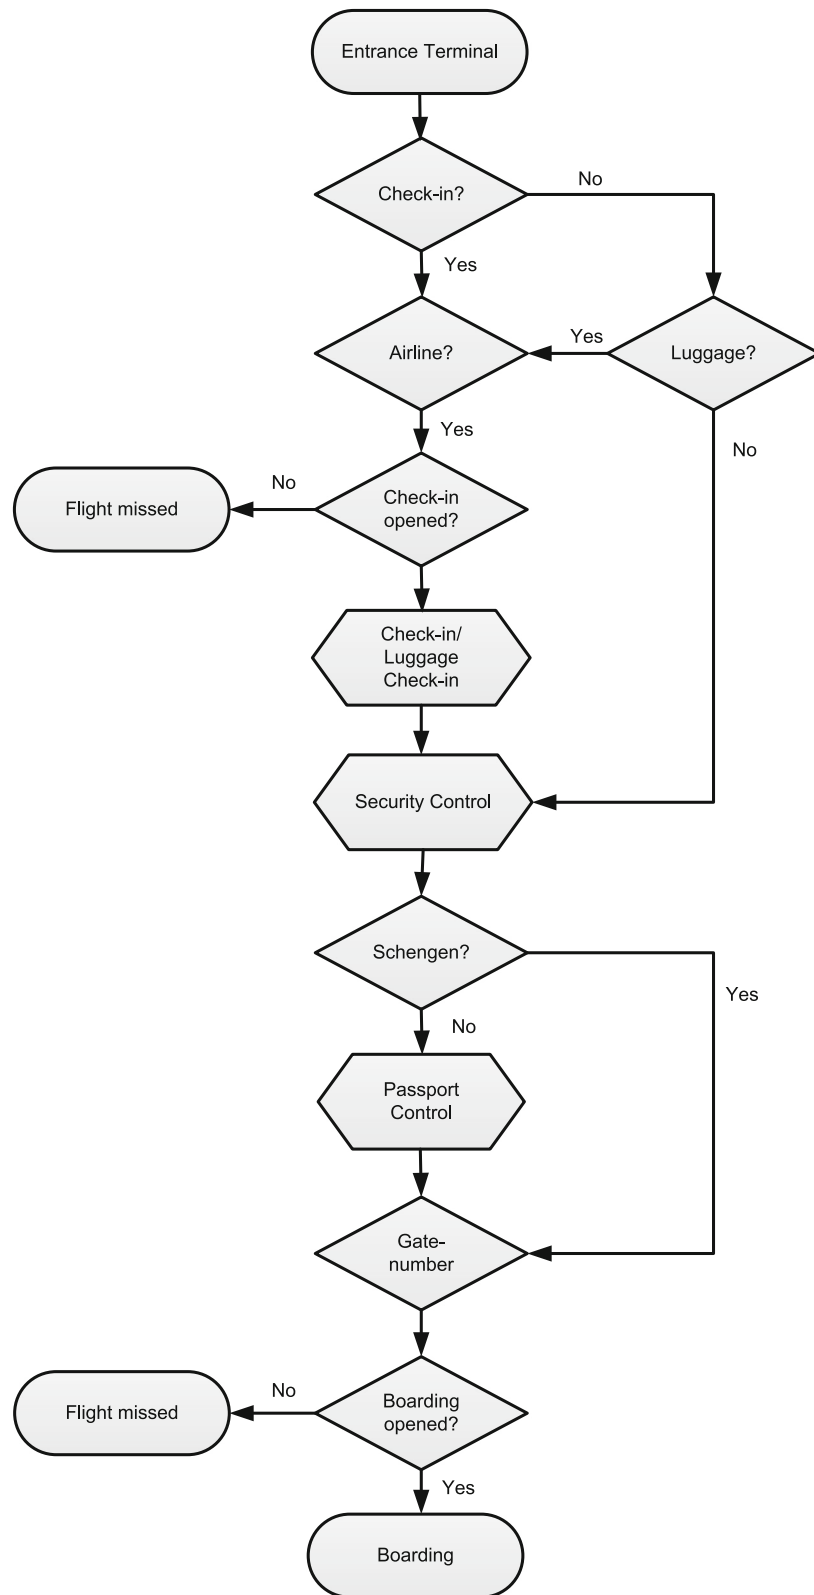 Entrance Terminal
Check-in?
No
Yes
Airline?
Yes
Luggage?
Yes
No
Flight missed
No
Check-in
opened?
Check-in/
Luggage
Check-in
Security Control
Schengen?
Yes
No
Passport
Control
Gate-
number
Flight missed
No
Boarding
opened?
Yes
Boarding